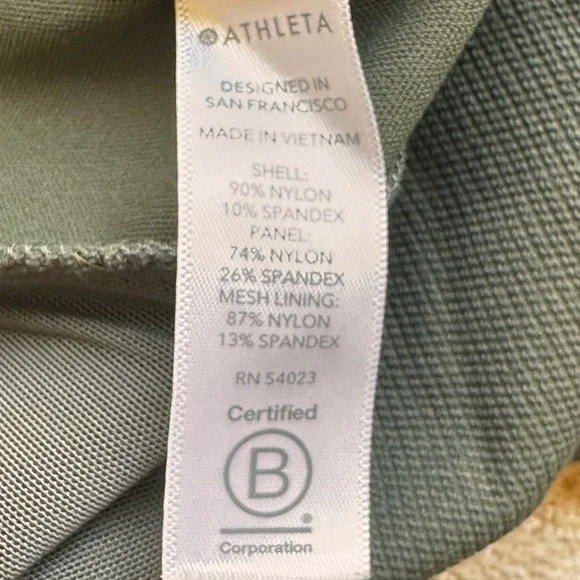 ATHLETA
DESIGNED IN
SAN FRANCISCO
MADE IN VIETNAM
SHELL:
90% NYLON
10% SPANDEX
PANEL:
74% NYLON
26% SPANDEX
MESH LINING:
87% NYLON
13% SPANDEX
RN 54023
Certified
B
®
Corporation